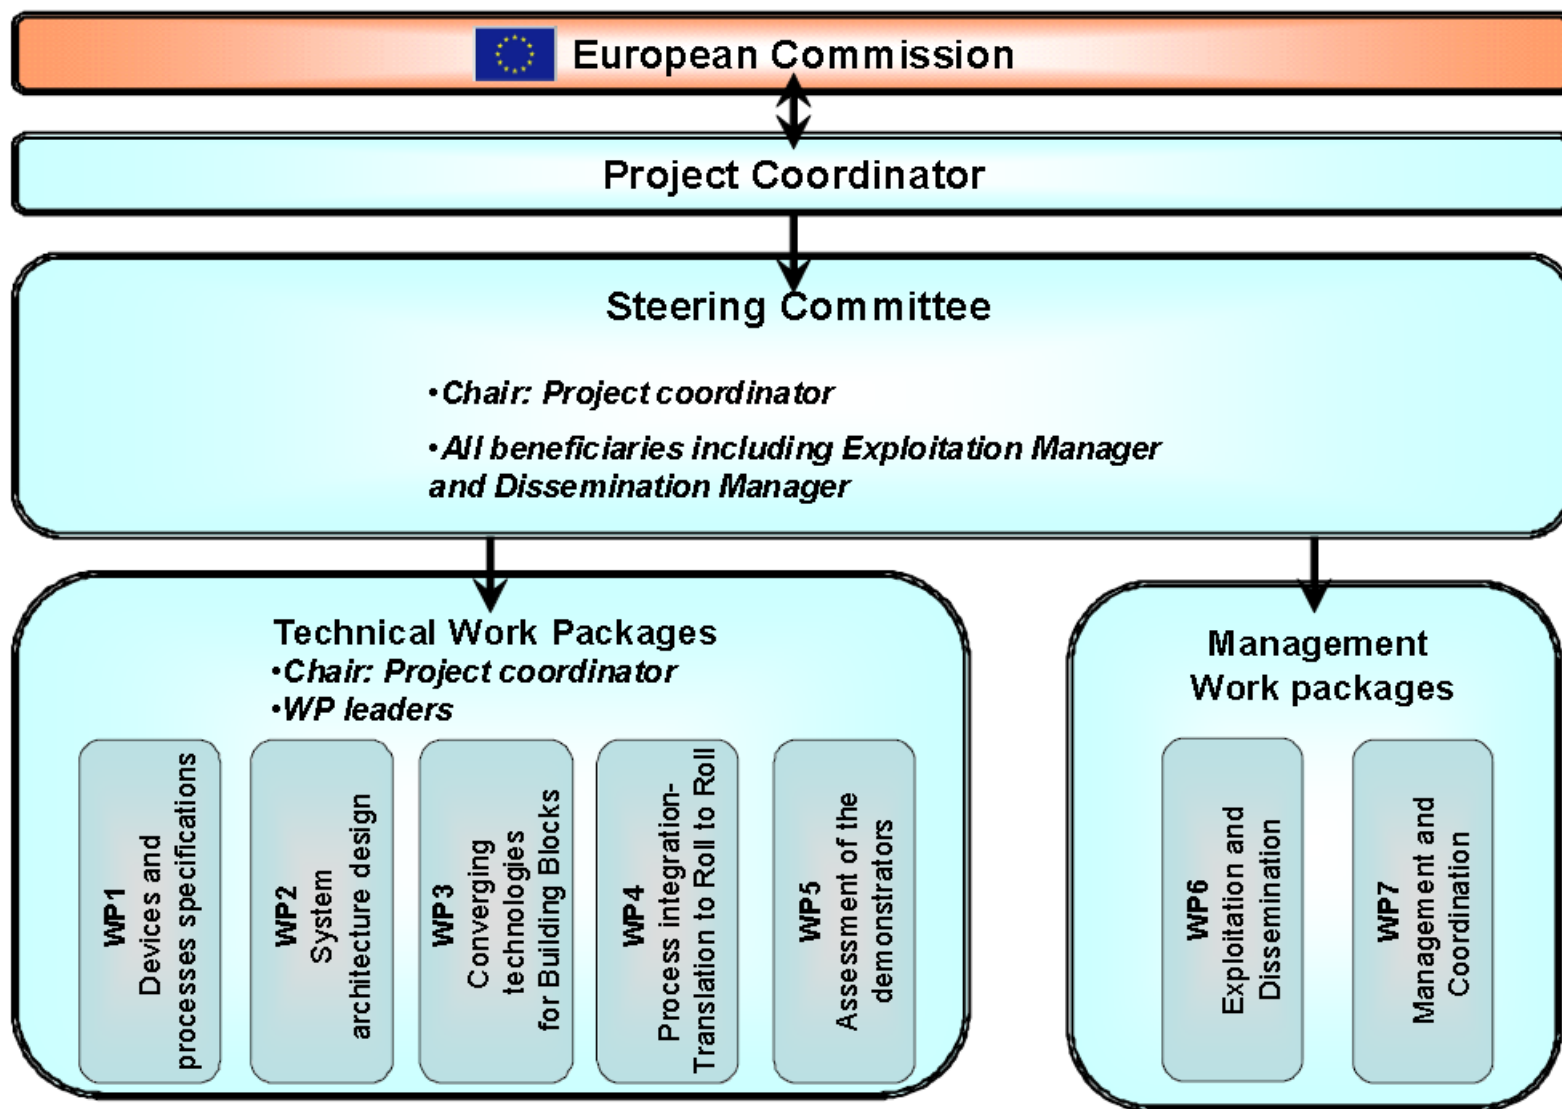 European Commission
Project Coordinator
Steering Committee
•Chair: Project coordinator
•All beneficiaries including Exploitation Manager
and Dissemination Manager
Technical Work Packages
•Chair: Project coordinator
•WP leaders
WP1
Devices and
processes specifications
WP2
System
architecture design
WP3
Converging
technologies
for Building Blocks
WP4
Process integration-
Translation to Roll to Roll
WP5
Assessment of the
demonstrators
Management
Work packages
WP6
Exploitation and
Dissemination
WP7
Management and
Coordination